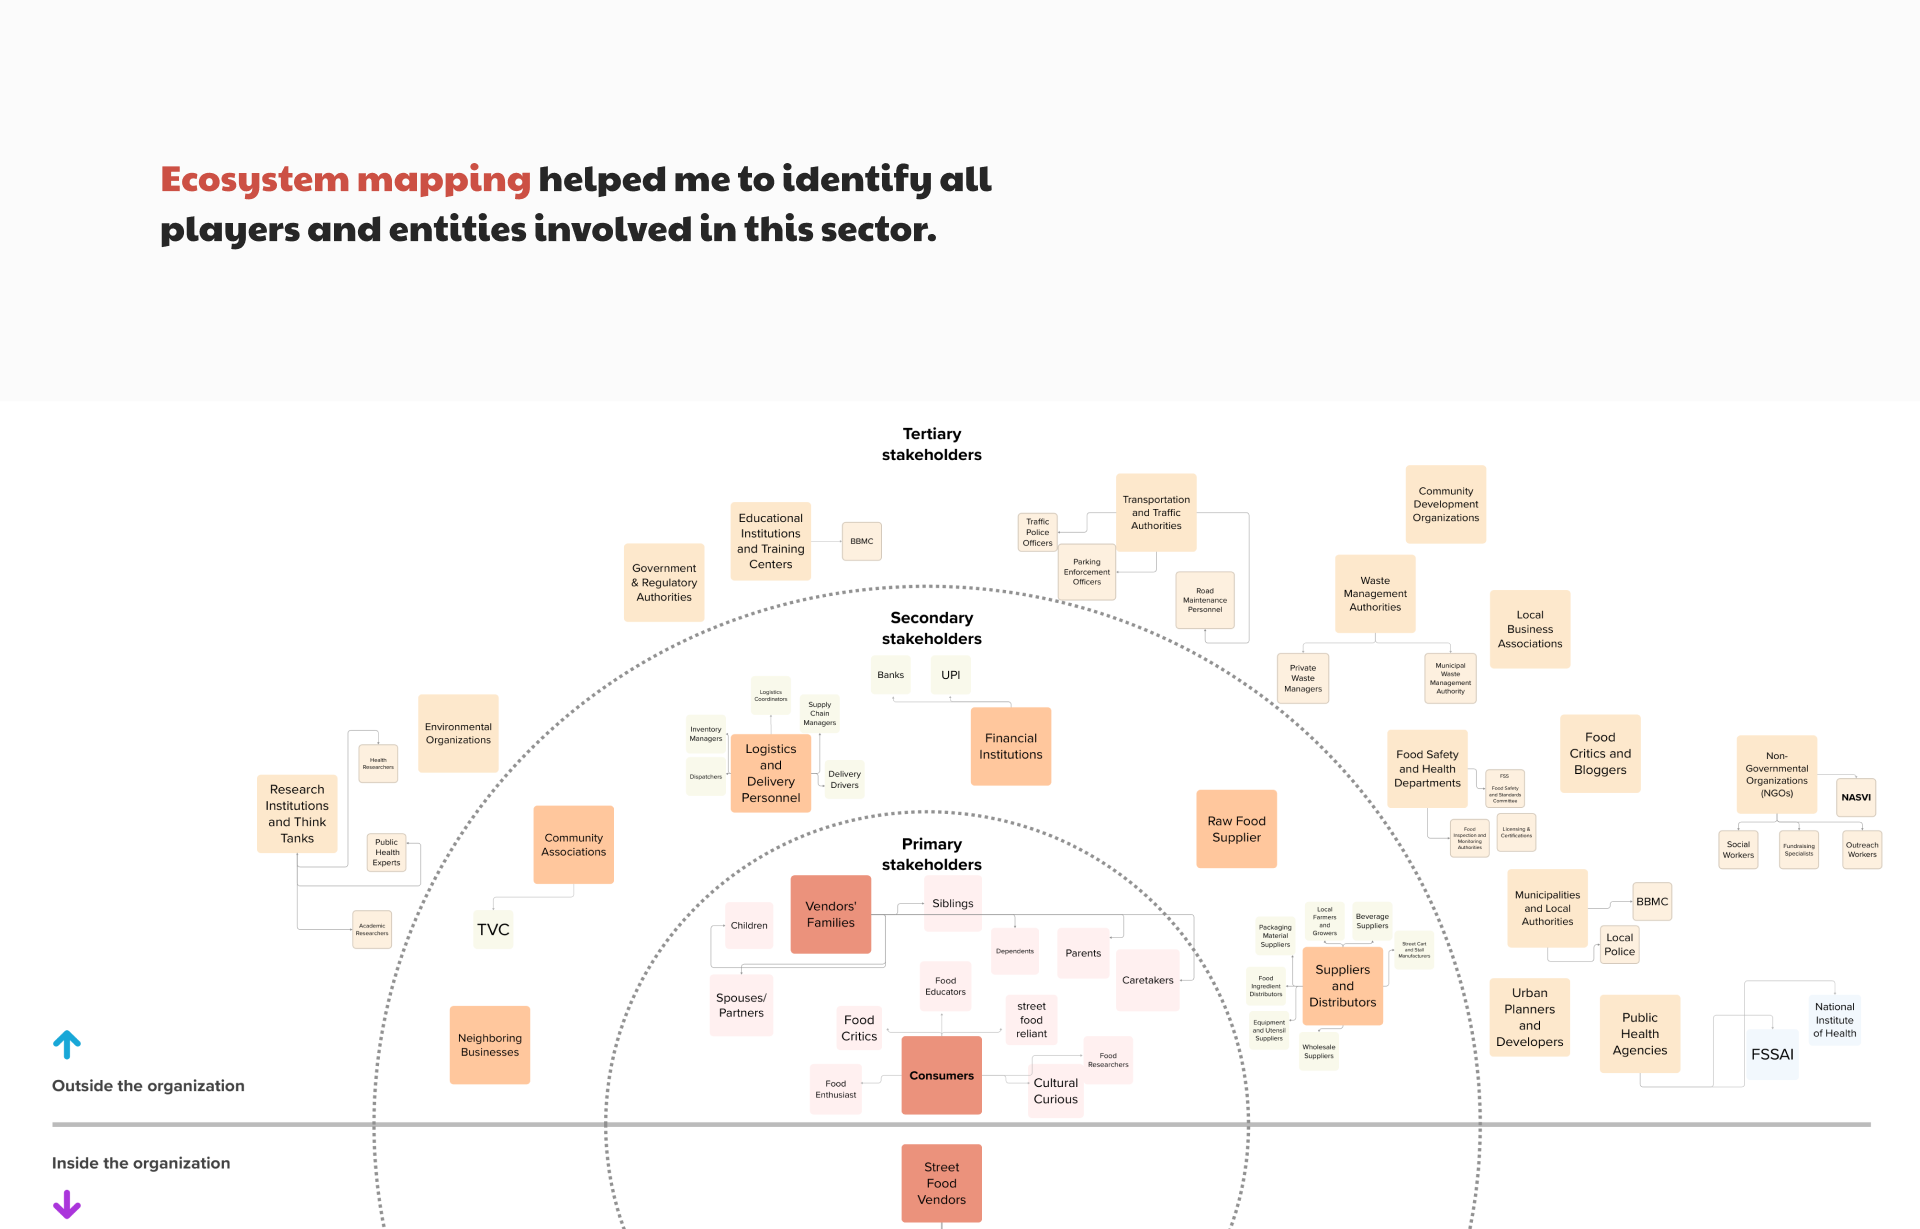 Ecosystem mapping helped me to identify all
players and entities involved in this sector.
Tertiary
stakeholders
Community
Development
Organizations
Transportation
and Traffic
Authorities
Educational
Institutions
and Training
Centers
BBMC
Traffic
Police
Officers
Parking
Enforcement
Officers
Road
Maintenance
Personnel
Government
& Regulatory
Authorities
Waste
Management
Authorities
Local
Business
Associations
Private
Waste
Managers
Municipal
Waste
Management
Authority
Secondary
stakeholders
Banks
UPI
Logistics
Coordinators
Supply
Chain
Managers
Inventory
Managers
Dispatchers
Logistics
and
Delivery
Personnel
Delivery
Drivers
Financial
Institutions
Environmental
Organizations
Health
Researchers
Research
Institutions
and Think
Tanks
Public
Health
Experts
Academic
Researchers
Community
Associations
TVC
Raw Food
Supplier
Food Safety
and Health
Departments
FSS
Food Safety
and Standards
Committee
Food
Inspection and
Monitoring
Authorities
Licensing &
Certifications
Food
Critics and
Bloggers
Non-
Governmental
Organizations
(NGOs)
NASVI
Social
Workers
Fundraising
Specialists
Outreach
Workers
Primary
stakeholders
Vendors'
Families
Siblings
Children
Dependents
Parents
Caretakers
Spouses/
Partners
Food
Educators
Food
Critics
street
food
reliant
Food
Researchers
Consumers
Food
Enthusiast
Cultural
Curious
Packaging
Material
Suppliers
Local
Farmers
and
Growers
Beverage
Suppliers
Street Cart
and Stall
Manufacturers
Food
Ingredient
Distributors
Suppliers
and
Distributors
Equipment
and Utensil
Suppliers
Wholesale
Suppliers
Municipalities
and Local
Authorities
BBMC
Local
Police
Urban
Planners
and
Developers
Public
Health
Agencies
FSSAI
National
Institute
of Health
Neighboring
Businesses
Outside the organization
Inside the organization
Street
Food
Vendors